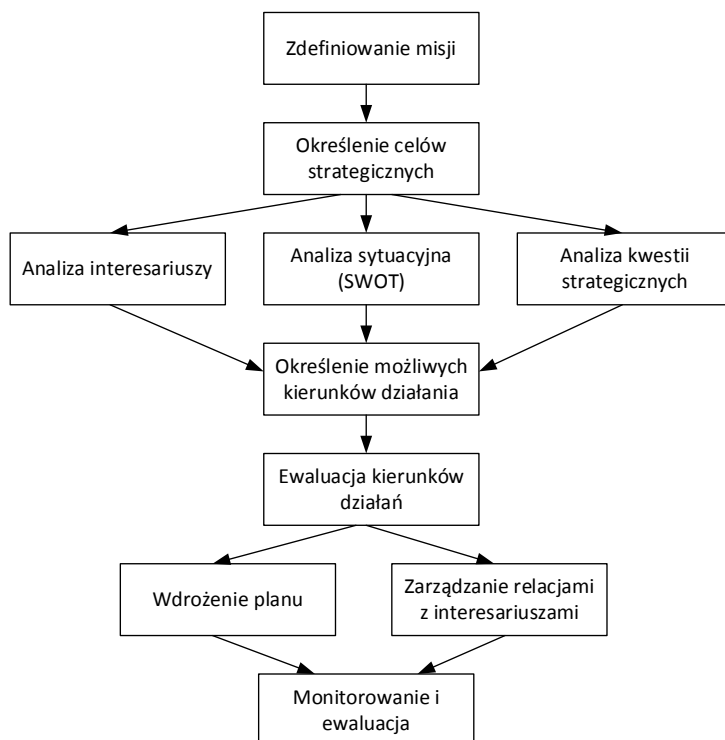 Zdefiniowanie misji
Określenie celów
strategicznych
Analiza interesariuszy
Analiza sytuacyjna
(SWOT)
Analiza kwestii
strategicznych
Określenie możliwych
kierunków działania
Ewaluacja kierunków
działań
Wdrożenie planu
Zarządzanie relacjami
z interesariuszami
Monitorowanie i
ewaluacja